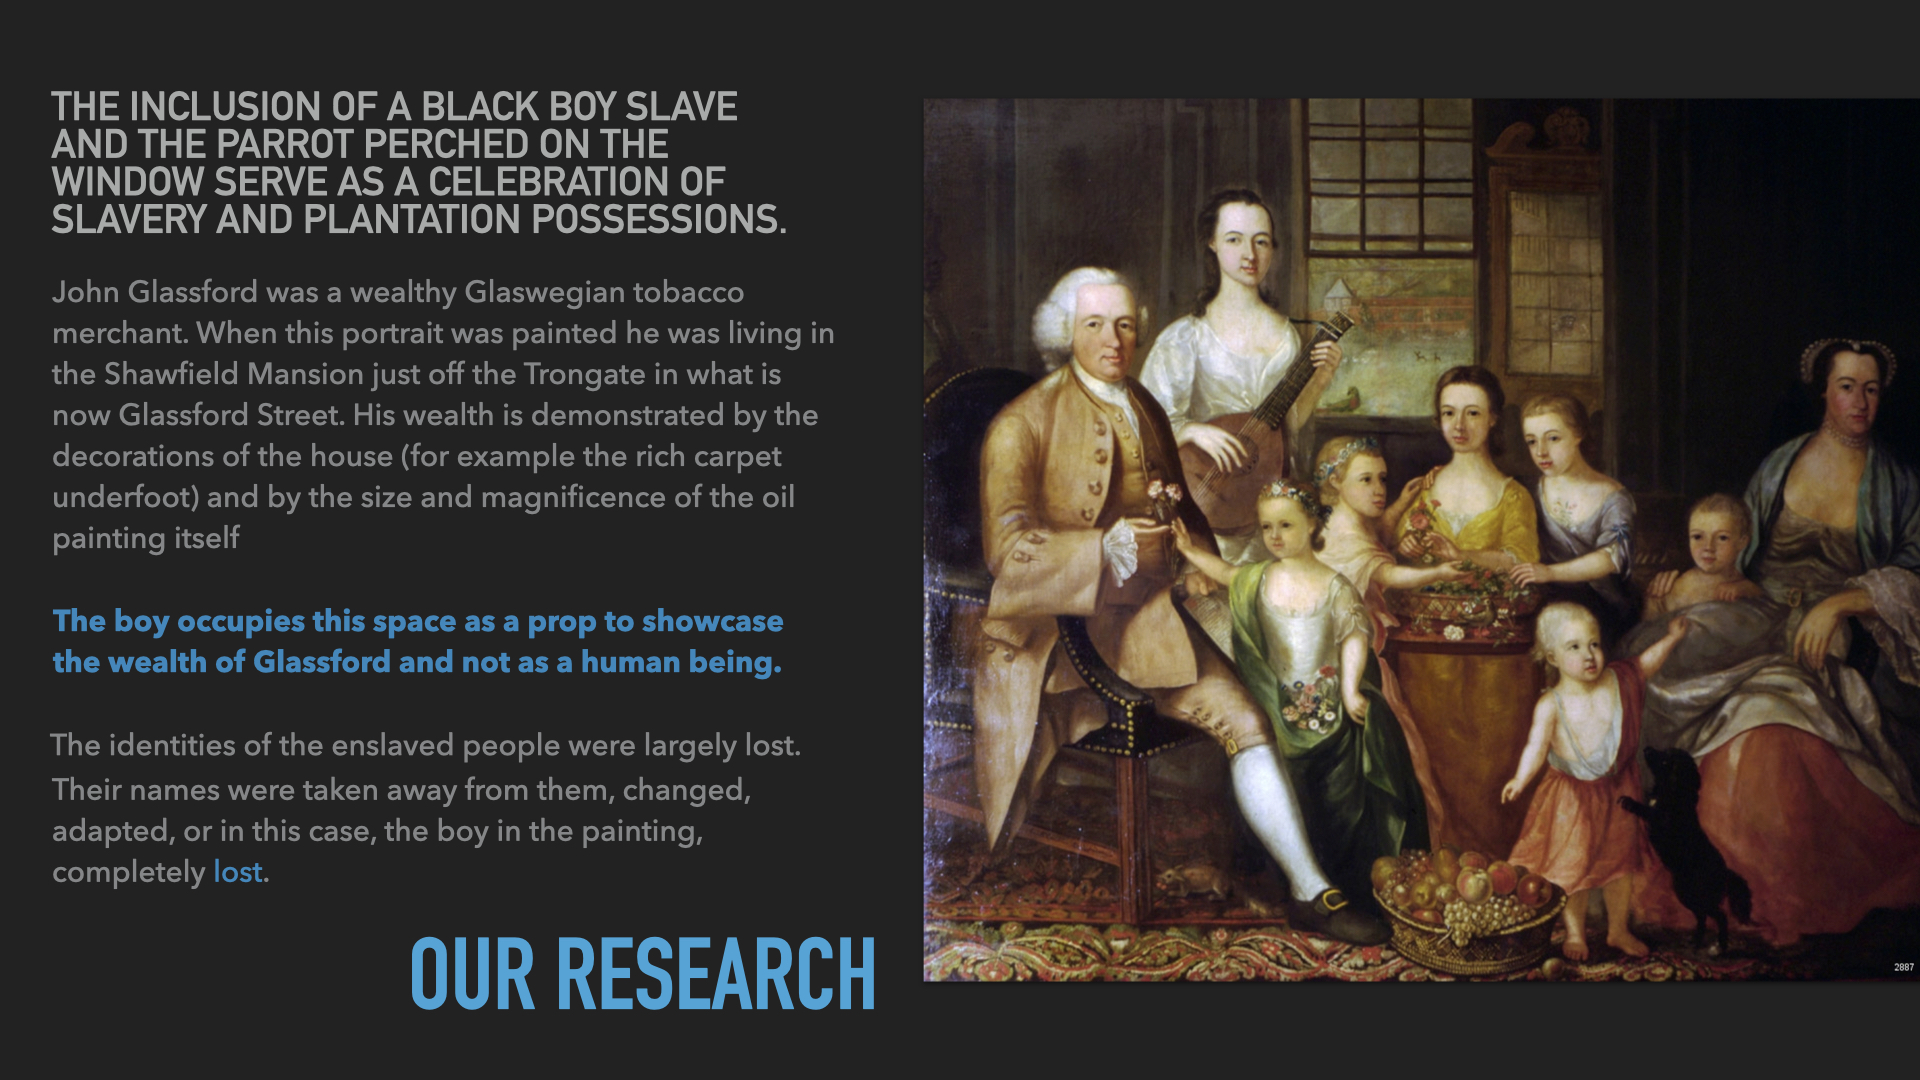 THE INCLUSION OF A BLACK BOY SLAVE
AND THE PARROT PERCHED ON THE
WINDOW SERVE AS A CELEBRATION OF
SLAVERY AND PLANTATION POSSESSIONS.
John Glassford was a wealthy Glaswegian tobacco
merchant. When this portrait was painted he was living in
the Shawfield Mansion just off the Trongate in what is
now Glassford Street. His wealth is demonstrated by the
decorations of the house (for example the rich carpet
underfoot) and by the size and magnificence of the oil
painting itself
The boy occupies this space as a prop to showcase
the wealth of Glassford and not as a human being.
The identities of the enslaved people were largely lost.
Their names were taken away from them, changed,
adapted, or in this case, the boy in the painting,
completely lost.
OUR RESEARCH
2887